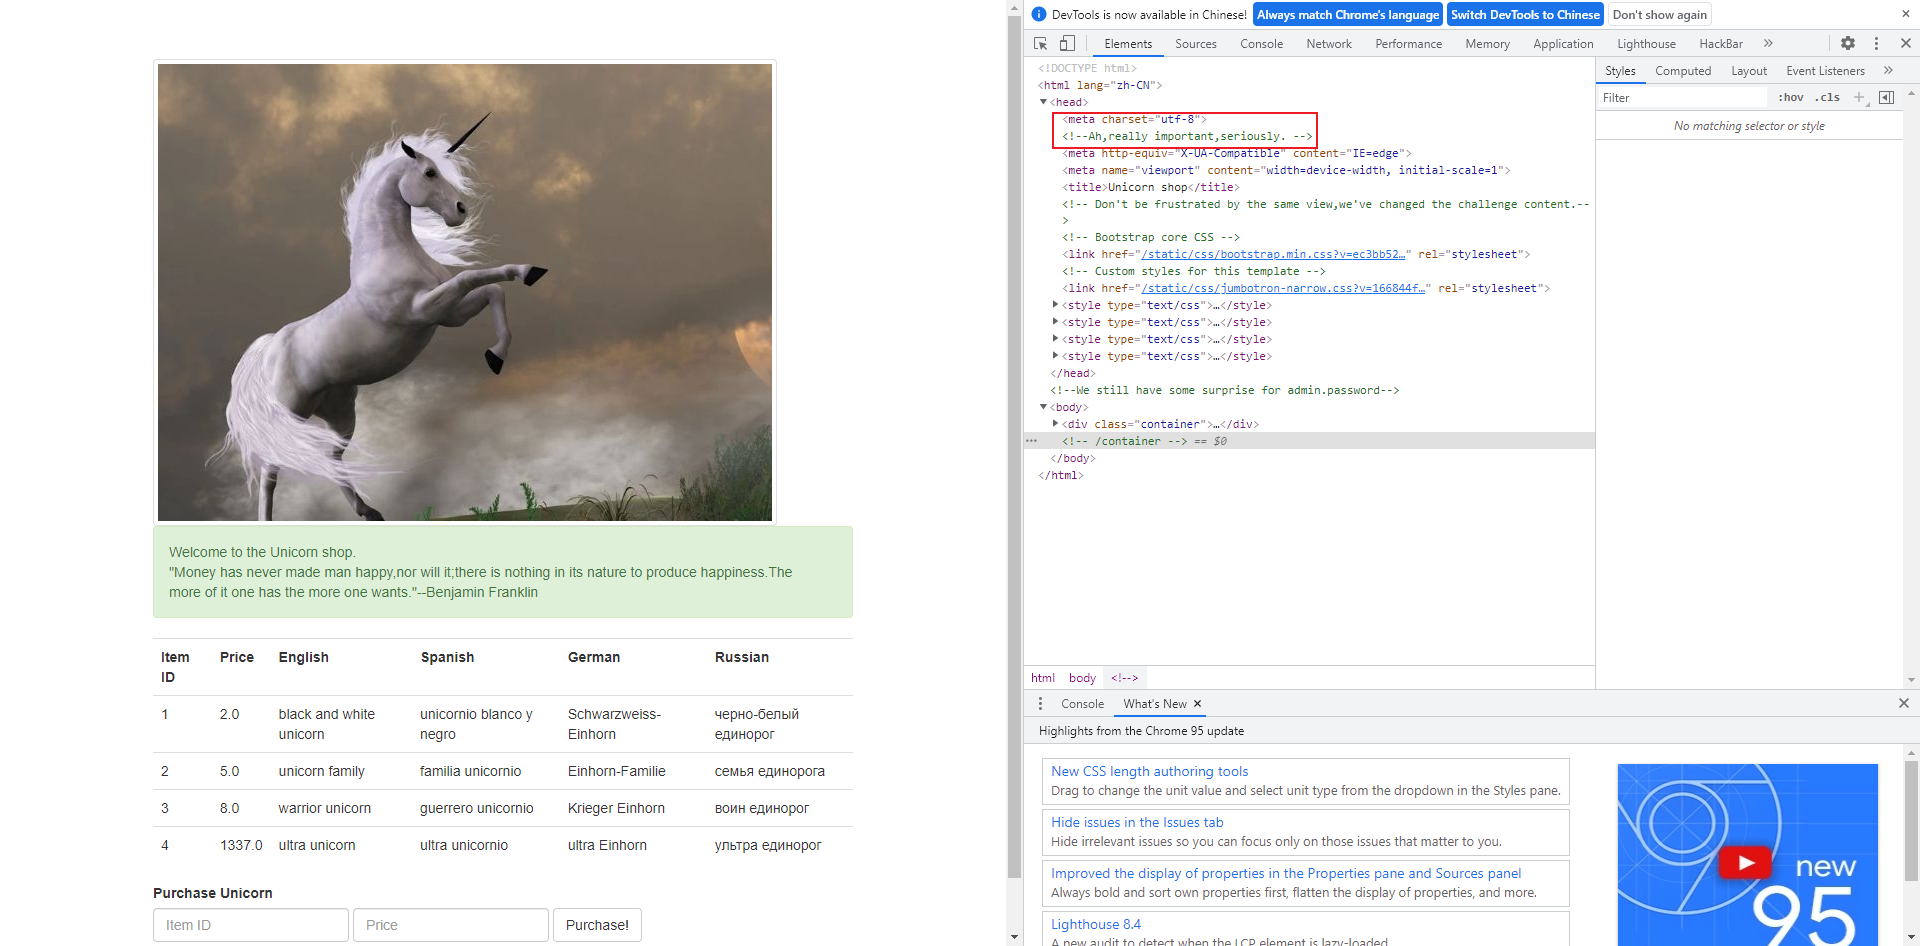 Welcome to the Unicorn shop.
"Money has never made man happy,nor will it;there is nothing in its nature to produce happiness.The
more of it one has the more one wants."--Benjamin Franklin
Item ID Price English Spanish German Russian
1 2.0 black and white unicorn unicornio blanco y negro Schwarzweiss-Einhorn черно-белый единорог
2 5.0 unicorn family familia unicornio Einhorn-Familie семья единорога
3 8.0 warrior unicorn guerrero unicornio Krieger Einhorn воин единорог
4 1337.0 ultra unicorn ultra unicornio ultra Einhorn ультра единорог
Purchase Unicorn
Item ID Price Purchase!
DevTools is now available in Chinese! Always match Chrome's language Switch DevTools to Chinese Don't show again
Elements Sources Console Network Performance Memory Application Lighthouse HackBar
<!DOCTYPE html>
<html lang="zh-CN">
<head>
<meta charset="utf-8">
<!--Ah,really important,seriously. -->
<meta http-equiv="X-UA-Compatible" content="IE=edge">
<meta name="viewport" content="width=device-width, initial-scale=1">
<title>Unicorn shop</title>
<!-- Don't be frustrated by the same view,we've changed the challenge content.--
>
<!-- Bootstrap core CSS -->
<link href="/static/css/bootstrap.min.css?v=ec3bb52…" rel="stylesheet">
<!-- Custom styles for this template -->
<link href="/static/css/jumbotron-narrow.css?v=166844f…" rel="stylesheet">
<style type="text/css">…</style>
<style type="text/css">…</style>
<style type="text/css">…</style>
<style type="text/css">…</style>
</head>
<!--We still have some surprise for admin.password-->
<body>
<div class="container">…</div>
<!-- /container --> == $0
</body>
</html>
html body <!-->
Styles Computed Layout Event Listeners
Filter :hov .cls
No matching selector or style
Console What's New
Highlights from the Chrome 95 update
New CSS length authoring tools
Drag to change the unit value and select unit type from the dropdown in the Styles pane.
Hide issues in the Issues tab
Hide irrelevant issues so you can focus only on those issues that matter to you.
Improved the display of properties in the Properties pane and Sources panel
Always bold and sort own properties first, flatten the display of properties, and more.
Lighthouse 8.4
A new audit to detect when the LCP element is lazy-loaded
new
95